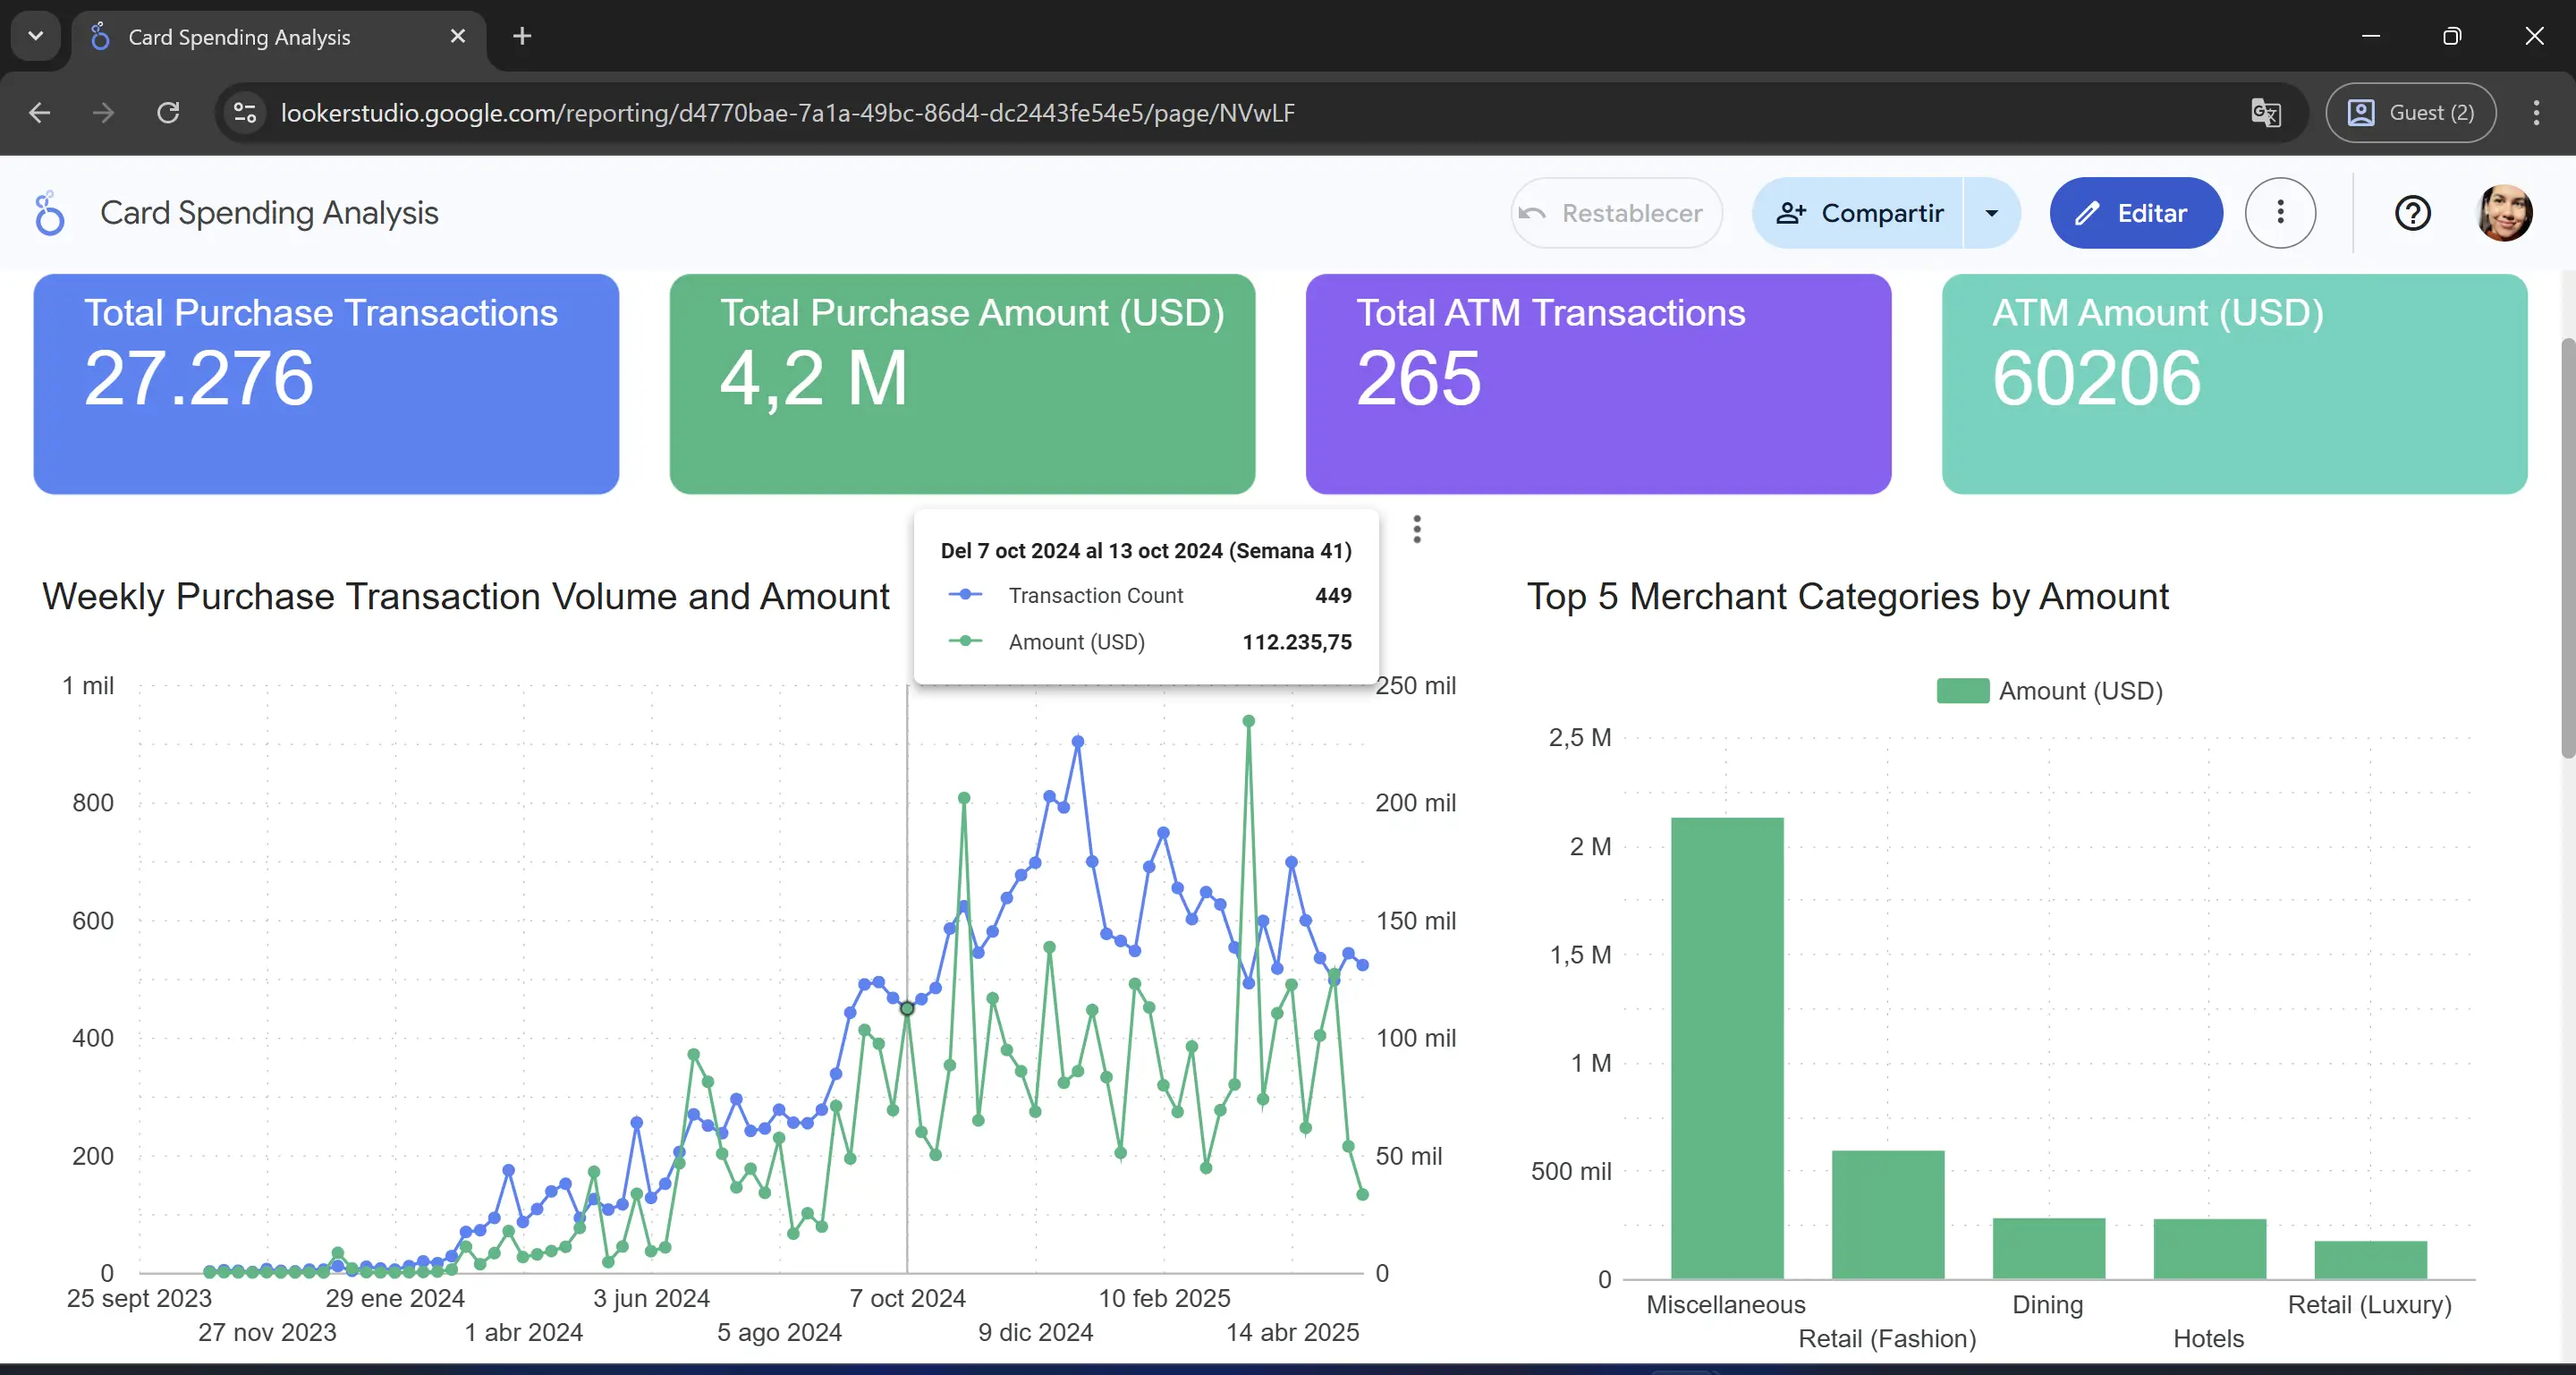 Card Spending Analysis
lookerstudio.google.com/reporting/d4770bae-7a1a-49bc-86d4-dc2443fe54e5/page/NVwLF
Guest (2)
Card Spending Analysis
Restablecer
Compartir
Editar
Total Purchase Transactions
27.276
Total Purchase Amount (USD)
4,2 M
Total ATM Transactions
265
ATM Amount (USD)
60206
Weekly Purchase Transaction Volume and Amount
Del 7 oct 2024 al 13 oct 2024 (Semana 41)
Transaction Count 449
Amount (USD) 112.235,75
1 mil
800
600
400
200
0
250 mil
200 mil
150 mil
100 mil
50 mil
0
25 sept 2023
27 nov 2023
29 ene 2024
1 abr 2024
3 jun 2024
5 ago 2024
7 oct 2024
9 dic 2024
10 feb 2025
14 abr 2025
Top 5 Merchant Categories by Amount
Amount (USD)
2,5 M
2 M
1,5 M
1 M
500 mil
0
Miscellaneous
Retail (Fashion)
Dining
Hotels
Retail (Luxury)